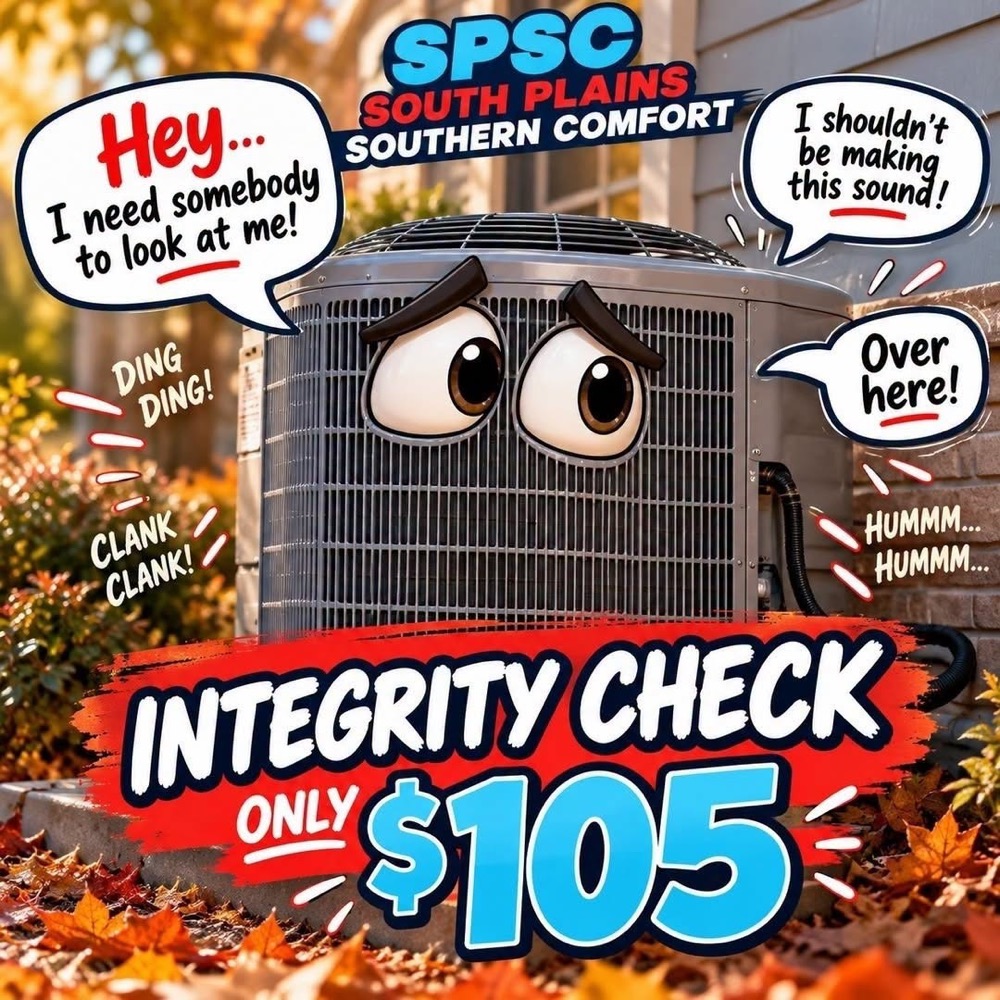 SPSC
SOUTH PLAINS
SOUTHERN COMFORT
Hey...
I need somebody
to look at me!
I shouldn't
be making
this sound!
Over
here!
DING
DING!
CLANK
CLANK!
HUMMM...
HUMMM...
INTEGRITY CHECK
ONLY $105